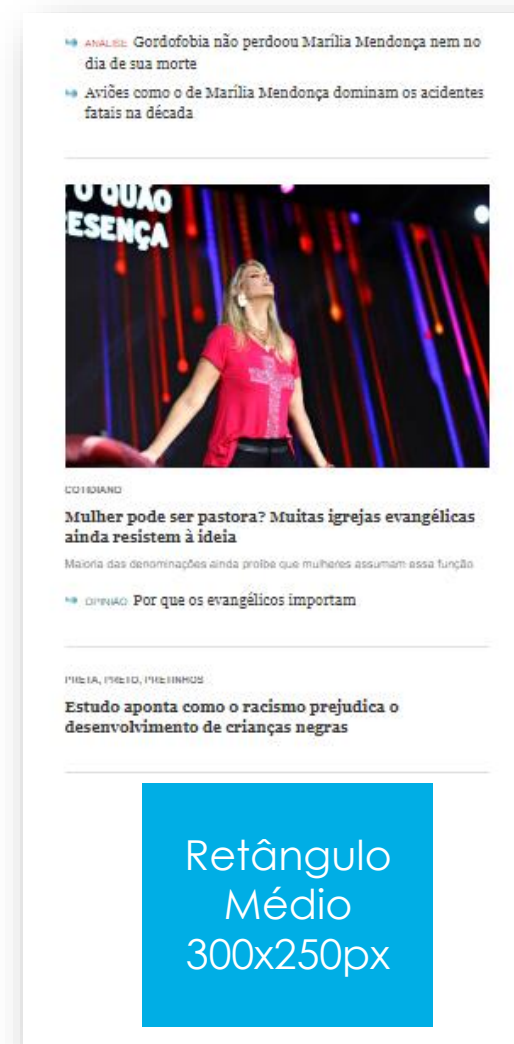 ANÁLISE Gordofobia não perdoou Marília Mendonça nem no
dia de sua morte
Aviões como o de Marília Mendonça dominam os acidentes
fatais na década
O QUÃO
ESENÇA
COTIDIANO
Mulher pode ser pastora? Muitas igrejas evangélicas
ainda resistem à ideia
Maioria das denominações ainda proíbe que mulheres assumam essa função
OPINIÃO Por que os evangélicos importam
PRETA, PRETO, PRETINHOS
Estudo aponta como o racismo prejudica o
desenvolvimento de crianças negras
Retângulo
Médio
300x250px